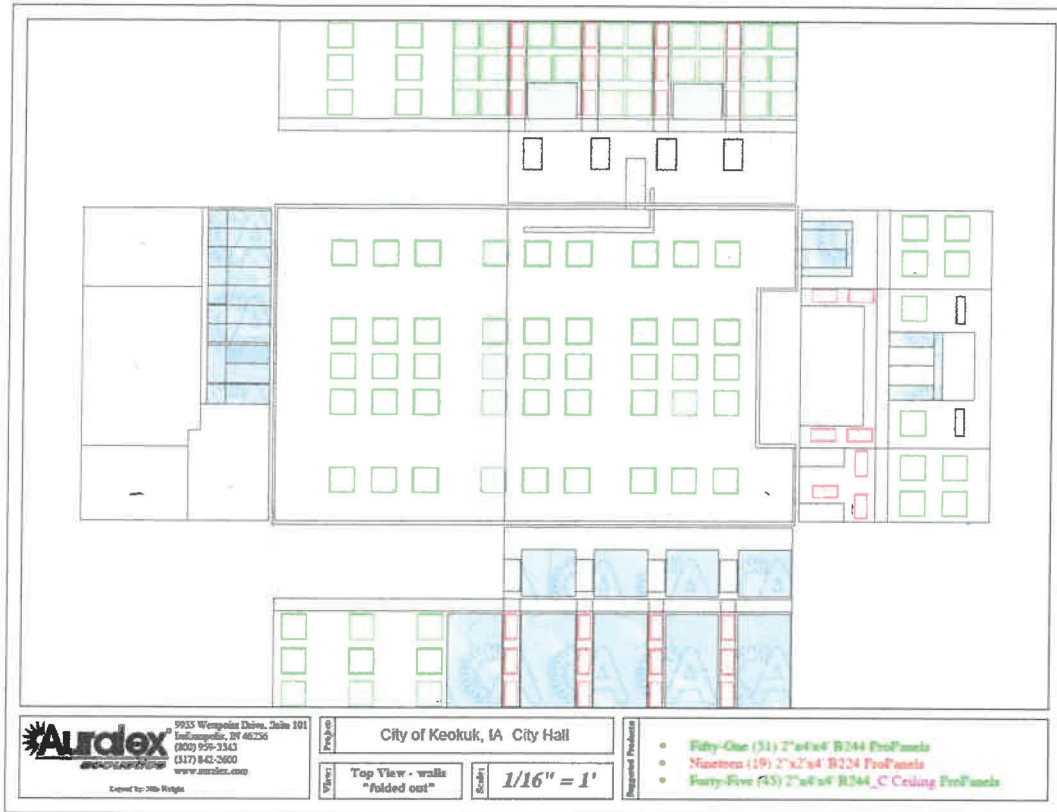 Auralex
acoustics
9955 Westpoint Drive, Suite 101
Indianapolis, IN 46256
(800) 959-3343
(317) 842-2600
www.auralex.com
Layout by:
Project:
City of Keokuk, IA City Hall
View:
Top View - walls
"folded out"
Scale:
1/16" = 1'
Suggested Products
Fifty-One (51) 2"x4'x4' B244 ProPanels
Nineteen (19) 2"x2'x4' B224 ProPanels
Forty-Five (45) 2"x4'x4' B244_C Ceiling ProPanels